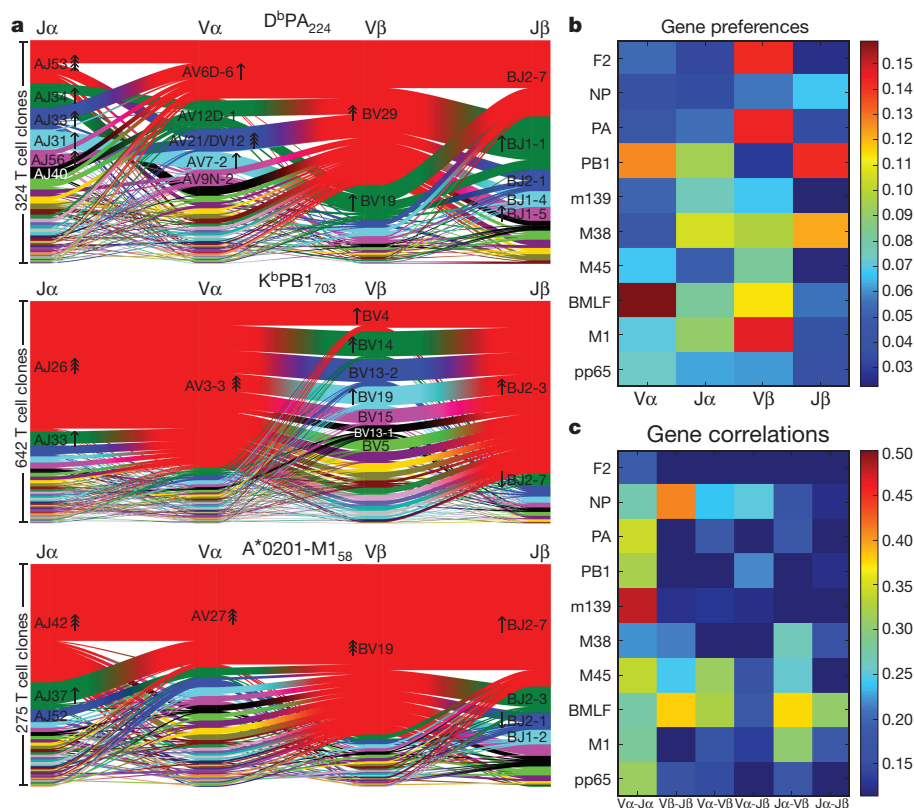 a
DᵇPA₂₂₄
Jα Vα Vβ Jβ
324 T cell clones
AJ53
AJ34
AJ33
AJ31
AJ56
AJ40
AV6D-6
AV12D-1
AV21/DV12
AV7-2
AV9N-2
BV29
BV19
BJ2-7
BJ1-1
BJ2-1
BJ1-4
BJ1-5
KᵇPB1₇₀₃
Jα Vα Vβ Jβ
642 T cell clones
AJ26
AJ33
AV3-3
BV4
BV14
BV13-2
BV19
BV15
BV13-1
BV5
BJ2-3
BJ2-7
A*0201-M1₅₈
Jα Vα Vβ Jβ
275 T cell clones
AJ42
AJ37
AJ52
AV27
BV19
BJ2-7
BJ2-3
BJ2-1
BJ1-2
b
Gene preferences
F2
NP
PA
PB1
m139
M38
M45
BMLF
M1
pp65
Vα Jα Vβ Jβ
0.15
0.14
0.13
0.12
0.11
0.10
0.09
0.08
0.07
0.06
0.05
0.04
0.03
c
Gene correlations
F2
NP
PA
PB1
m139
M38
M45
BMLF
M1
pp65
Vα-Jα Vβ-Jβ Vα-Vβ Vα-Jβ Jα-Vβ Jα-Jβ
0.50
0.45
0.40
0.35
0.30
0.25
0.20
0.15